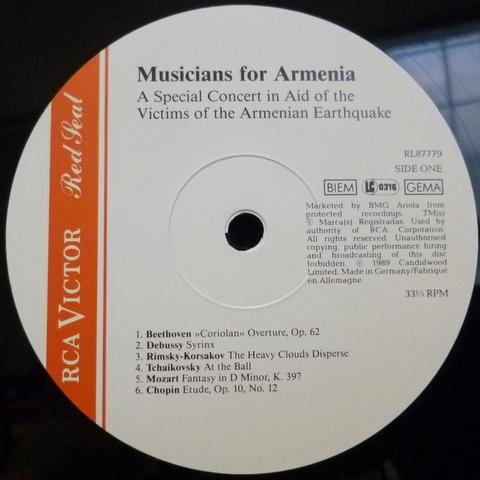 Musicians for Armenia
A Special Concert in Aid of the
Victims of the Armenian Earthquake
RCA VICTOR Red Seal
RL87779
SIDE ONE
BIEM LC 0316 GEMA
Marketed by BMG Ariola from
protected recordings. TM(s)
® Marca(s) Registradas. Used by
authority of RCA Corporation.
All rights reserved. Unauthorised
copying, public performance hiring
and broadcasting of this disc
forbidden. ℗ 1989 Candidwood
Limited. Made in Germany/Fabriqué
en Allemagne.
33⅓ RPM
1. Beethoven »Coriolan« Overture, Op. 62
2. Debussy Syrinx
3. Rimsky-Korsakov The Heavy Clouds Disperse
4. Tchaikovsky At the Ball
5. Mozart Fantasy in D Minor, K. 397
6. Chopin Etude, Op. 10, No. 12